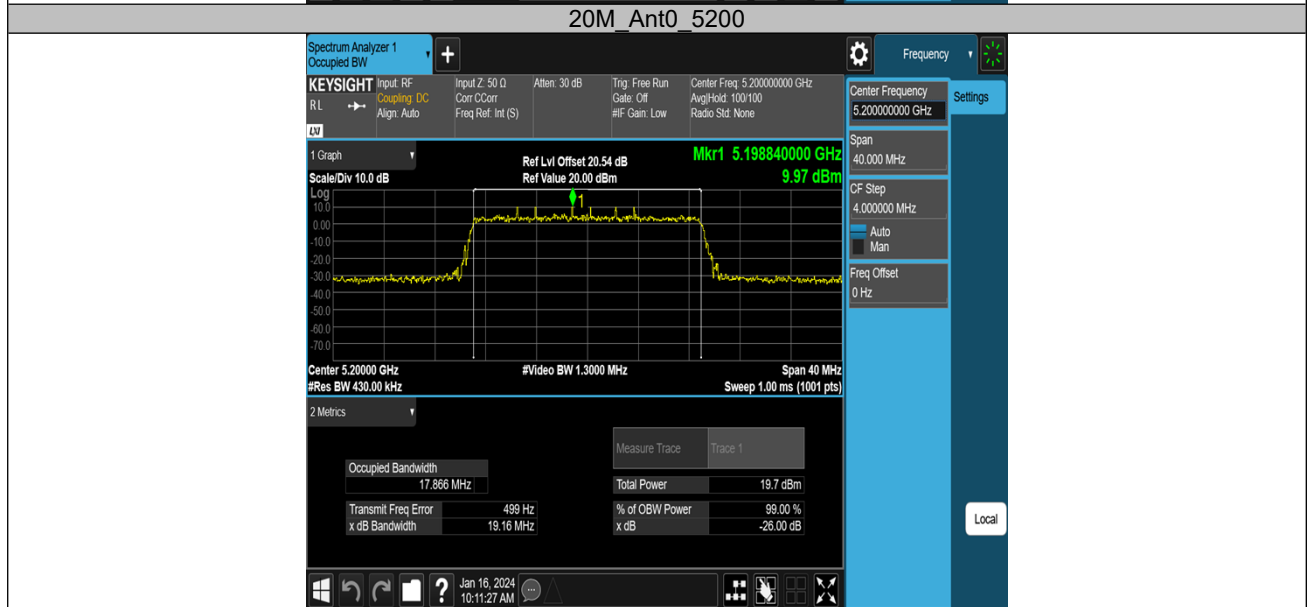 20M_Ant0_5200
Spectrum Analyzer 1
Occupied BW
+
Frequency
KEYSIGHT
RL
LXI
Input: RF
Coupling: DC
Align: Auto
Input Z: 50 Ω
Corr CCorr
Freq Ref: Int (S)
Atten: 30 dB
Trig: Free Run
Gate: Off
#IF Gain: Low
Center Freq: 5.200000000 GHz
Avg|Hold: 100/100
Radio Std: None
Center Frequency
5.200000000 GHz
Settings
Span
40.000 MHz
CF Step
4.000000 MHz
Auto
Man
Freq Offset
0 Hz
Local
1 Graph
Scale/Div 10.0 dB
Ref Lvl Offset 20.54 dB
Ref Value 20.00 dBm
Mkr1 5.198840000 GHz
9.97 dBm
Log
1
10.0
0.00
-10.0
-20.0
-30.0
-40.0
-50.0
-60.0
-70.0
Center 5.20000 GHz
#Res BW 430.00 kHz
#Video BW 1.3000 MHz
Span 40 MHz
Sweep 1.00 ms (1001 pts)
2 Metrics
Measure Trace Trace 1
Occupied Bandwidth
17.866 MHz
Total Power 19.7 dBm
Transmit Freq Error 499 Hz
% of OBW Power 99.00 %
x dB Bandwidth 19.16 MHz
x dB -26.00 dB
?
Jan 16, 2024
10:11:27 AM